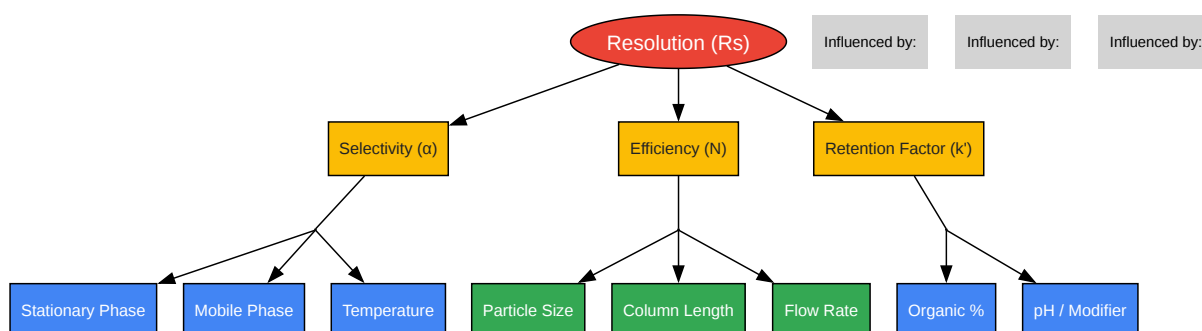 Resolution (Rs)
Influenced by:
Influenced by:
Influenced by:
Selectivity (α)
Efficiency (N)
Retention Factor (k')
Stationary Phase
Mobile Phase
Temperature
Particle Size
Column Length
Flow Rate
Organic %
pH / Modifier